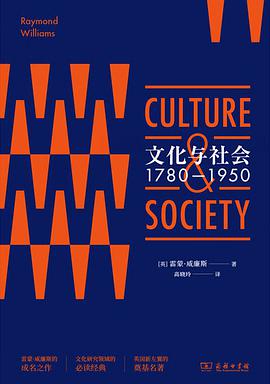 Raymond
Williams
CULTURE
文化与社会
&
1780—1950
SOCIETY
[英] 雷蒙·威廉斯 —— 著
高晓玲 —— 译
雷蒙·威廉斯的
成名之作
文化研究领域的
必读经典
英国新左翼的
奠基名著
商务印书馆